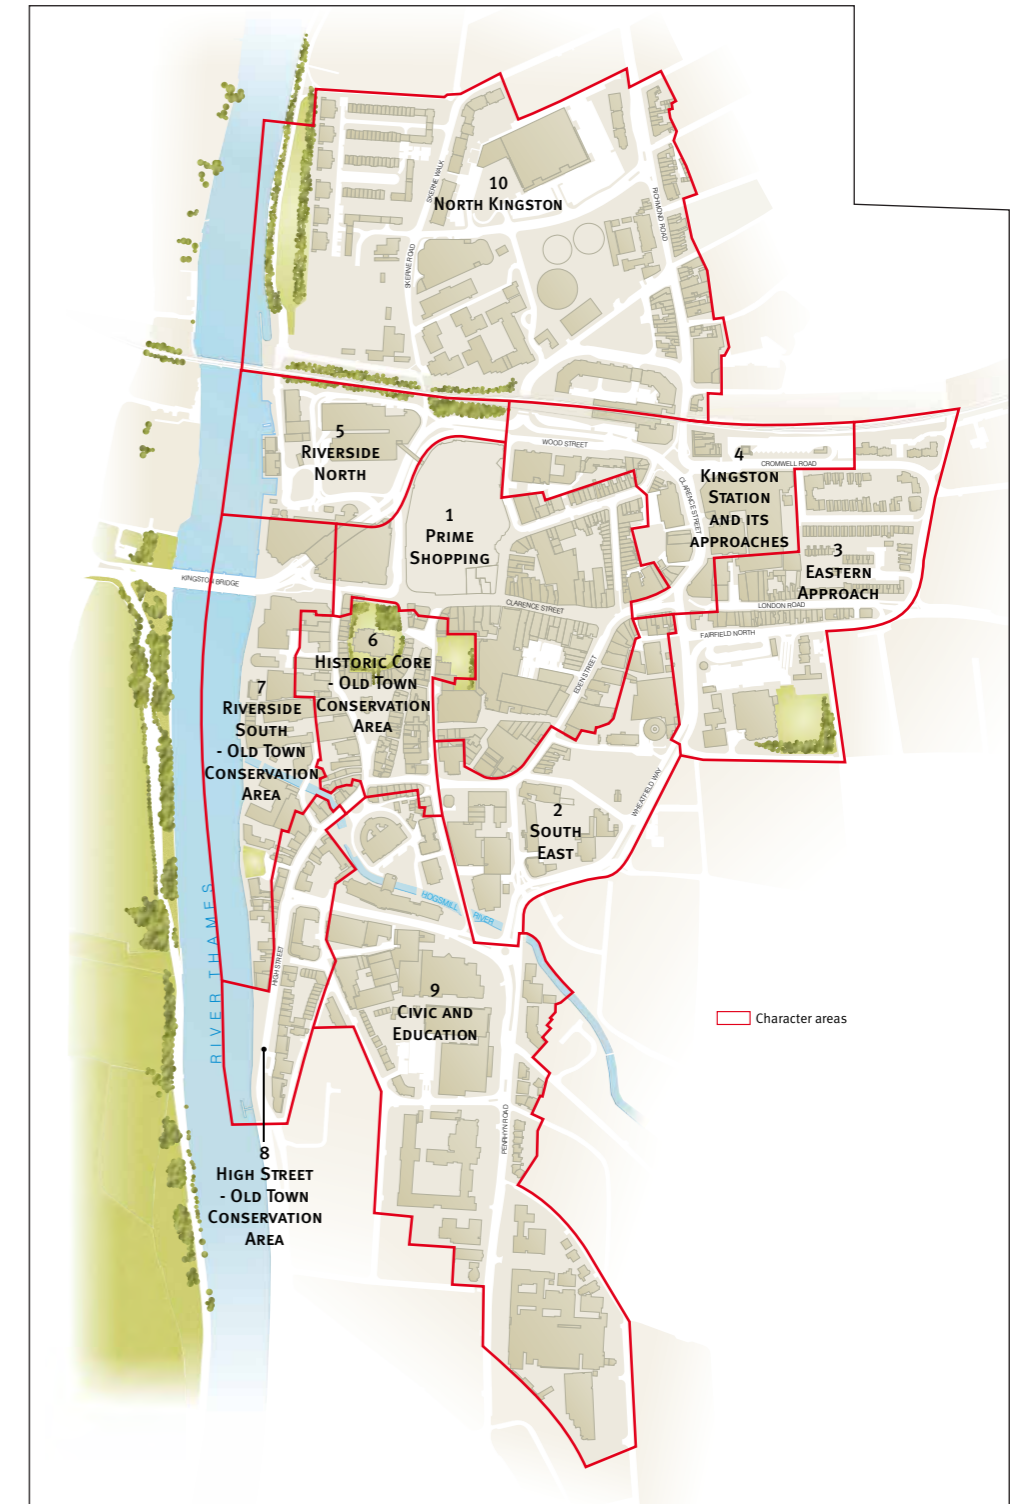 10
North Kingston
SKERNE WALK
RICHMOND ROAD
SKERNE ROAD
5
Riverside
North
WOOD STREET
4
Kingston
Station
and its
approaches
CROMWELL ROAD
CLARENCE STREET
1
Prime
Shopping
3
Eastern
Approach
KINGSTON BRIDGE
CLARENCE STREET
LONDON ROAD
FAIRFIELD NORTH
6
Historic Core
- Old Town
Conservation
Area
EDEN STREET
7
Riverside
South
- Old Town
Conservation
Area
WHEATFIELD WAY
2
South
East
HOGSMILL RIVER
RIVER THAMES
HIGH STREET
9
Civic and
Education
Character areas
PENRHYN ROAD
8
High Street
- Old Town
Conservation
Area